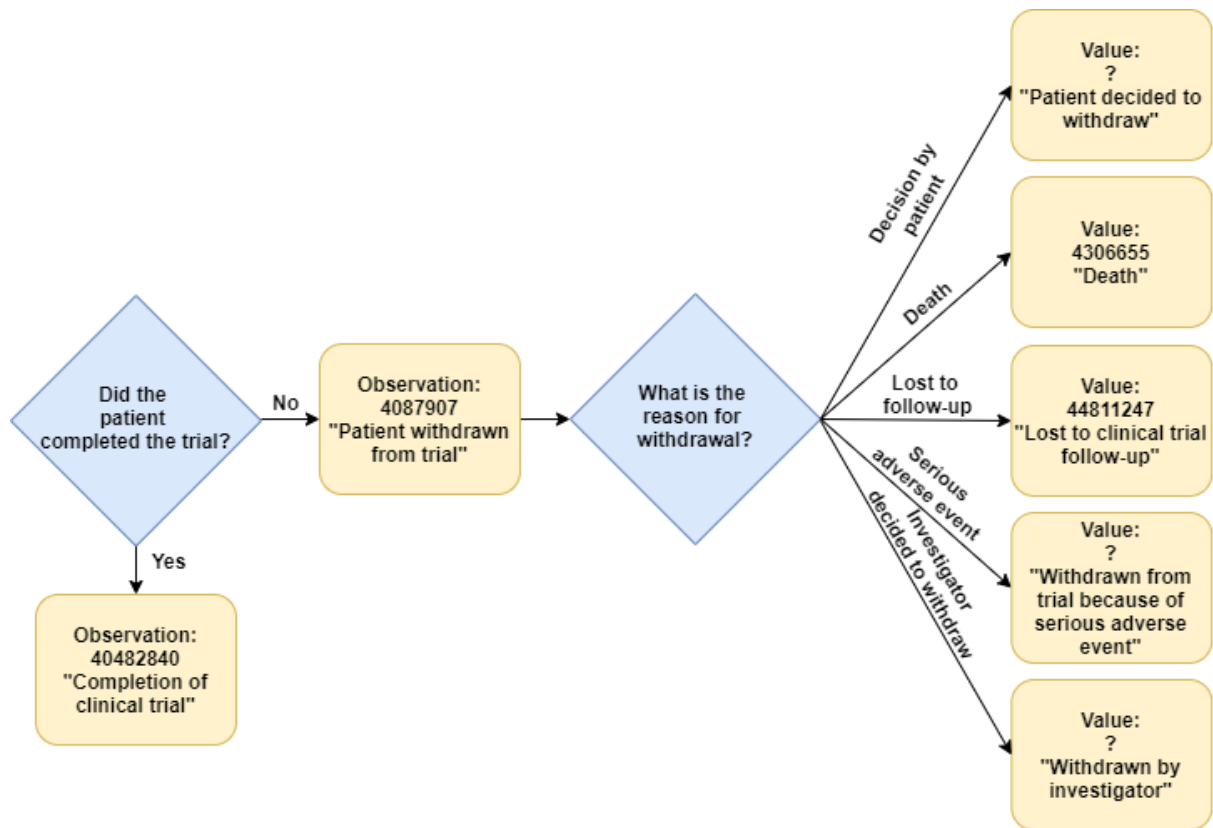 Did the
patient
completed the trial?
No
Yes
Observation:
40482840
"Completion of
clinical trial"
Observation:
4087907
"Patient withdrawn
from trial"
What is the
reason for
withdrawal?
Decision by
patient
Value:
?
"Patient decided to
withdraw"
Death
Value:
4306655
"Death"
Lost to
follow-up
Value:
44811247
"Lost to clinical trial
follow-up"
Serious
adverse event
Value:
?
"Withdrawn from
trial because of
serious adverse
event"
Investigator
decided to withdraw
Value:
?
"Withdrawn by
investigator"